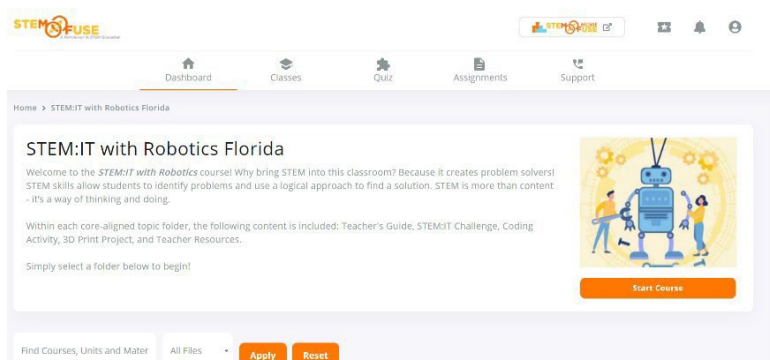 STEM FUSE
Dashboard
Classes
Quiz
Assignments
Support
Home > STEM:IT with Robotics Florida
STEM:IT with Robotics Florida
Welcome to the STEM:IT with Robotics course! Why bring STEM into this classroom? Because it creates problem solvers!
STEM skills allow students to identify problems and use a logical approach to find a solution. STEM is more than content
- it's a way of thinking and doing.
Within each core-aligned topic folder, the following content is included: Teacher's Guide, STEM:IT Challenge, Coding
Activity, 3D Print Project, and Teacher Resources.
Simply select a folder below to begin!
Start Course
Find Courses, Units and Mater
All Files
Apply
Reset